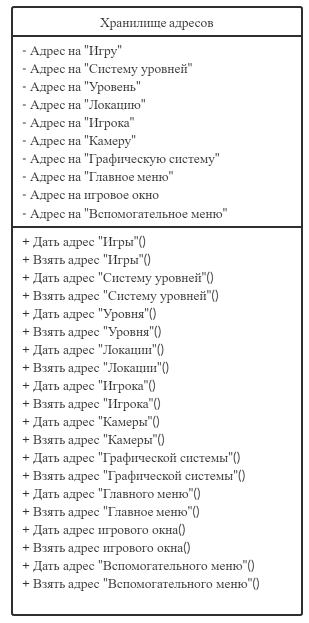 Хранилище адресов
- Адрес на "Игру"
- Адрес на "Систему уровней"
- Адрес на "Уровень"
- Адрес на "Локацию"
- Адрес на "Игрока"
- Адрес на "Камеру"
- Адрес на "Графическую систему"
- Адрес на "Главное меню"
- Адрес на игровое окно
- Адрес на "Вспомогательное меню"
+ Дать адрес "Игры"()
+ Взять адрес "Игры"()
+ Дать адрес "Систему уровней"()
+ Взять адрес "Систему уровней"()
+ Дать адрес "Уровня"()
+ Взять адрес "Уровня"()
+ Дать адрес "Локации"()
+ Взять адрес "Локации"()
+ Дать адрес "Игрока"()
+ Взять адрес "Игрока"()
+ Дать адрес "Камеры"()
+ Взять адрес "Камеры"()
+ Дать адрес "Графической системы"()
+ Взять адрес "Графической системы"()
+ Дать адрес "Главного меню"()
+ Взять адрес "Главное меню"()
+ Дать адрес игрового окна()
+ Взять адрес игрового окна()
+ Дать адрес "Вспомогательного меню"()
+ Взять адрес "Вспомогательного меню"()